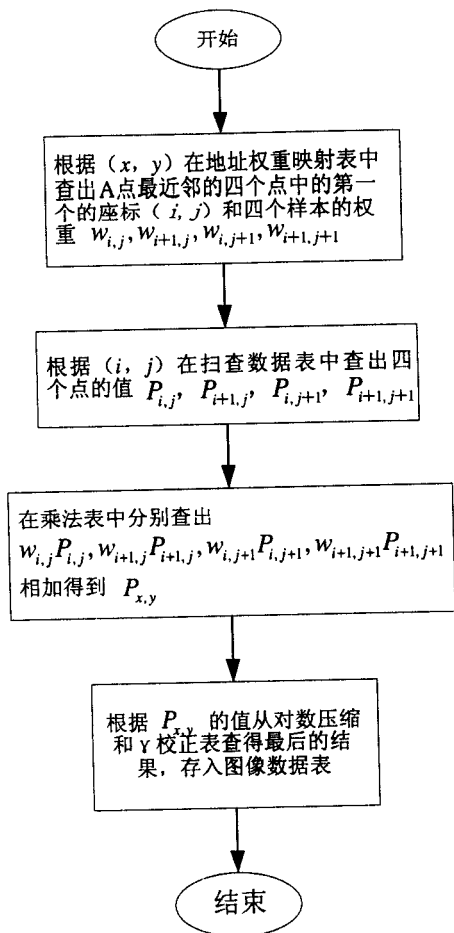 开始
根据（x，y）在地址权重映射表中
查出A点最近邻的四个点中的第一
个的座标（i，j）和四个样本的权
重 w_{i,j},w_{i+1,j},w_{i,j+1},w_{i+1,j+1}
根据（i，j）在扫查数据表中查出四
个点的值 P_{i,j}，P_{i+1,j}，P_{i,j+1}，P_{i+1,j+1}
在乘法表中分别查出
w_{i,j}P_{i,j},w_{i+1,j}P_{i+1,j},w_{i,j+1}P_{i,j+1},w_{i+1,j+1}P_{i+1,j+1}
相加得到 P_{x,y}
根据 P_{x,y} 的值从对数压缩
和γ校正表查得最后的结
果，存入图像数据表
结束